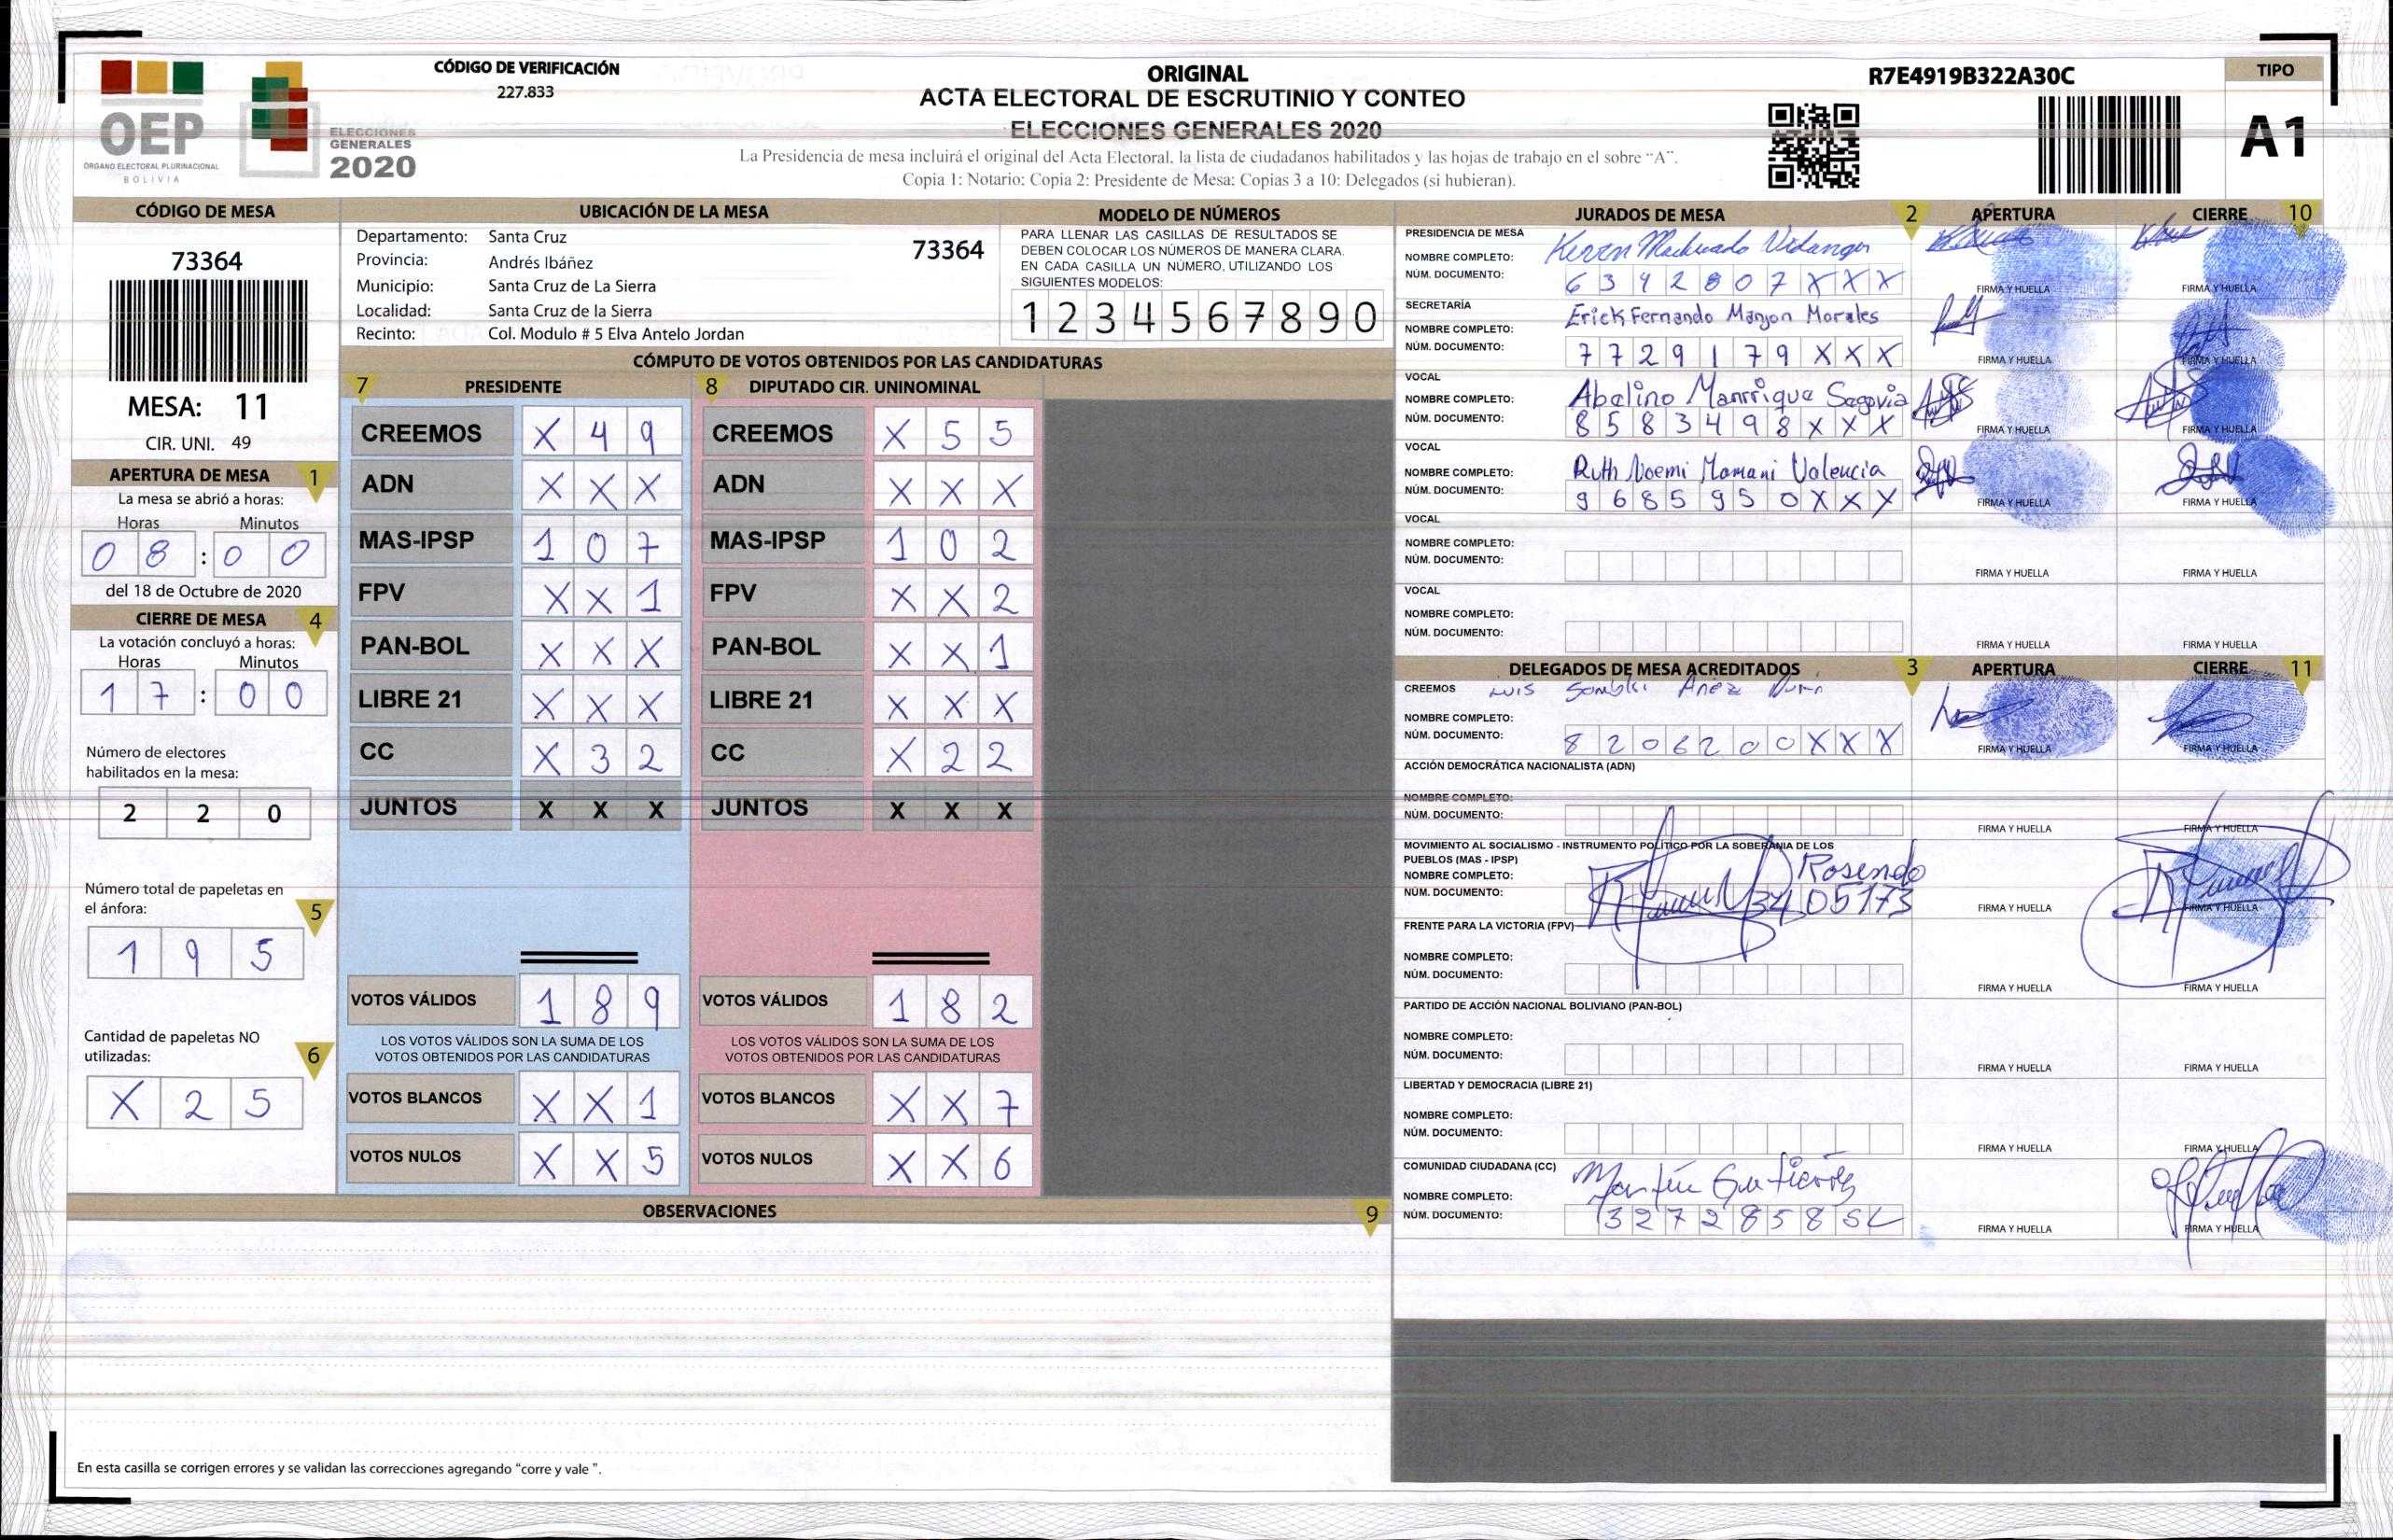 CÓDIGO DE VERIFICACIÓN
227.833
OEP
ÓRGANO ELECTORAL PLURINACIONAL
BOLIVIA
ELECCIONES
GENERALES
2020
ORIGINAL
ACTA ELECTORAL DE ESCRUTINIO Y CONTEO
ELECCIONES GENERALES 2020
La Presidencia de mesa incluirá el original del Acta Electoral, la lista de ciudadanos habilitados y las hojas de trabajo en el sobre “A”.
Copia 1: Notario; Copia 2: Presidente de Mesa; Copias 3 a 10: Delegados (si hubieran).
R7E4919B322A30C
TIPO
A1
CÓDIGO DE MESA
73364
MESA: 11
CIR. UNI. 49
APERTURA DE MESA 1
La mesa se abrió a horas:
Horas Minutos
0 8 : 0 0
del 18 de Octubre de 2020
CIERRE DE MESA 4
La votación concluyó a horas:
Horas Minutos
1 7 : 0 0
Número de electores
habilitados en la mesa:
2 2 0
Número total de papeletas en
el ánfora: 5
1 9 5
Cantidad de papeletas NO
utilizadas: 6
X 2 5
UBICACIÓN DE LA MESA
Departamento: Santa Cruz 73364
Provincia: Andrés Ibáñez
Municipio: Santa Cruz de La Sierra
Localidad: Santa Cruz de la Sierra
Recinto: Col. Modulo # 5 Elva Antelo Jordan
MODELO DE NÚMEROS
PARA LLENAR LAS CASILLAS DE RESULTADOS SE
DEBEN COLOCAR LOS NÚMEROS DE MANERA CLARA.
EN CADA CASILLA UN NÚMERO, UTILIZANDO LOS
SIGUIENTES MODELOS:
1 2 3 4 5 6 7 8 9 0
CÓMPUTO DE VOTOS OBTENIDOS POR LAS CANDIDATURAS
7 PRESIDENTE 8 DIPUTADO CIR. UNINOMINAL
CREEMOS X 4 9 CREEMOS X 5 5
ADN X X X ADN X X X
MAS-IPSP 1 0 7 MAS-IPSP 1 0 2
FPV X X 1 FPV X X 2
PAN-BOL X X X PAN-BOL X X 1
LIBRE 21 X X X LIBRE 21 X X X
CC X 3 2 CC X 2 2
JUNTOS X X X JUNTOS X X X
VOTOS VÁLIDOS 1 8 9 VOTOS VÁLIDOS 1 8 2
LOS VOTOS VÁLIDOS SON LA SUMA DE LOS LOS VOTOS VÁLIDOS SON LA SUMA DE LOS
VOTOS OBTENIDOS POR LAS CANDIDATURAS VOTOS OBTENIDOS POR LAS CANDIDATURAS
VOTOS BLANCOS X X 1 VOTOS BLANCOS X X 7
VOTOS NULOS X X 5 VOTOS NULOS X X 6
OBSERVACIONES 9
En esta casilla se corrigen errores y se validan las correcciones agregando “corre y vale ”.
JURADOS DE MESA 2 APERTURA CIERRE 10
PRESIDENCIA DE MESA
NOMBRE COMPLETO:
NÚM. DOCUMENTO: 6 3 4 2 8 0 7 X X X
FIRMA Y HUELLA FIRMA Y HUELLA
SECRETARÍA
NOMBRE COMPLETO: Erick Fernando Manjon Morales
NÚM. DOCUMENTO: 7 7 2 9 1 7 9 X X X
FIRMA Y HUELLA FIRMA Y HUELLA
VOCAL
NOMBRE COMPLETO: Abelino Manrrique Segovia
NÚM. DOCUMENTO: 8 5 8 3 4 9 8 X X X
FIRMA Y HUELLA FIRMA Y HUELLA
VOCAL
NOMBRE COMPLETO: Ruth Noemi Mamani Valencia
NÚM. DOCUMENTO: 9 6 8 5 9 5 0 X X X
FIRMA Y HUELLA FIRMA Y HUELLA
VOCAL
NOMBRE COMPLETO:
NÚM. DOCUMENTO:
FIRMA Y HUELLA FIRMA Y HUELLA
VOCAL
NOMBRE COMPLETO:
NÚM. DOCUMENTO:
FIRMA Y HUELLA FIRMA Y HUELLA
DELEGADOS DE MESA ACREDITADOS 3 APERTURA CIERRE 11
CREEMOS Luis
NOMBRE COMPLETO:
NÚM. DOCUMENTO: 8 2 0 6 2 0 0 X X X
FIRMA Y HUELLA FIRMA Y HUELLA
ACCIÓN DEMOCRÁTICA NACIONALISTA (ADN)
NOMBRE COMPLETO:
NÚM. DOCUMENTO:
FIRMA Y HUELLA FIRMA Y HUELLA
MOVIMIENTO AL SOCIALISMO - INSTRUMENTO POLÍTICO POR LA SOBERANIA DE LOS
PUEBLOS (MAS - IPSP)
NOMBRE COMPLETO: Rosendo
NÚM. DOCUMENTO: 3405173
FIRMA Y HUELLA FIRMA Y HUELLA
FRENTE PARA LA VICTORIA (FPV)
NOMBRE COMPLETO:
NÚM. DOCUMENTO:
FIRMA Y HUELLA FIRMA Y HUELLA
PARTIDO DE ACCIÓN NACIONAL BOLIVIANO (PAN-BOL)
NOMBRE COMPLETO:
NÚM. DOCUMENTO:
FIRMA Y HUELLA FIRMA Y HUELLA
LIBERTAD Y DEMOCRACIA (LIBRE 21)
NOMBRE COMPLETO:
NÚM. DOCUMENTO:
FIRMA Y HUELLA FIRMA Y HUELLA
COMUNIDAD CIUDADANA (CC)
NOMBRE COMPLETO: Martín Gutiérrez
NÚM. DOCUMENTO: 3 2 7 2 8 5 8 S L
FIRMA Y HUELLA FIRMA Y HUELLA